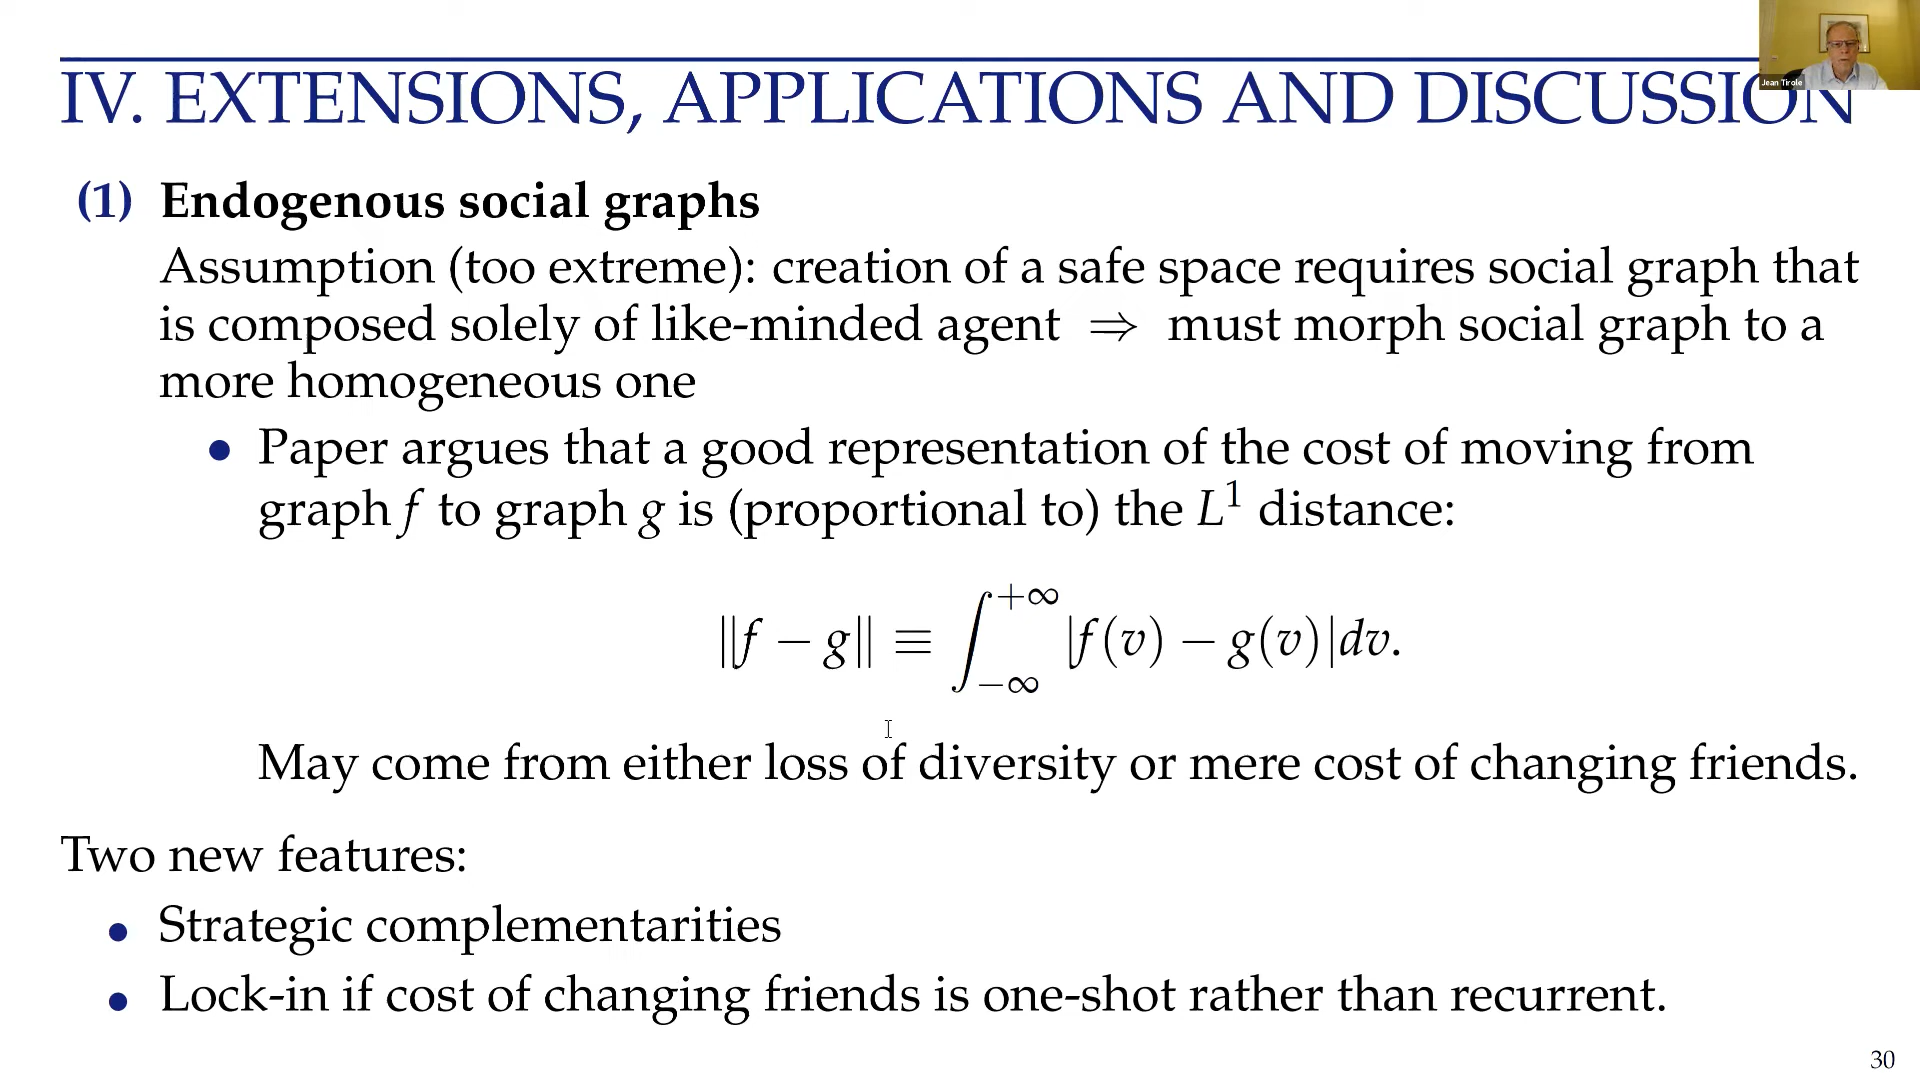 Jean Tirole
IV. EXTENSIONS, APPLICATIONS AND DISCUSSION
(1) Endogenous social graphs
Assumption (too extreme): creation of a safe space requires social graph that
is composed solely of like-minded agent ⇒ must morph social graph to a
more homogeneous one
• Paper argues that a good representation of the cost of moving from
graph f to graph g is (proportional to) the L¹ distance:
‖f − g‖ ≡ ∫_{−∞}^{+∞} |f(v) − g(v)|dv.
May come from either loss of diversity or mere cost of changing friends.
Two new features:
• Strategic complementarities
• Lock-in if cost of changing friends is one-shot rather than recurrent.
30